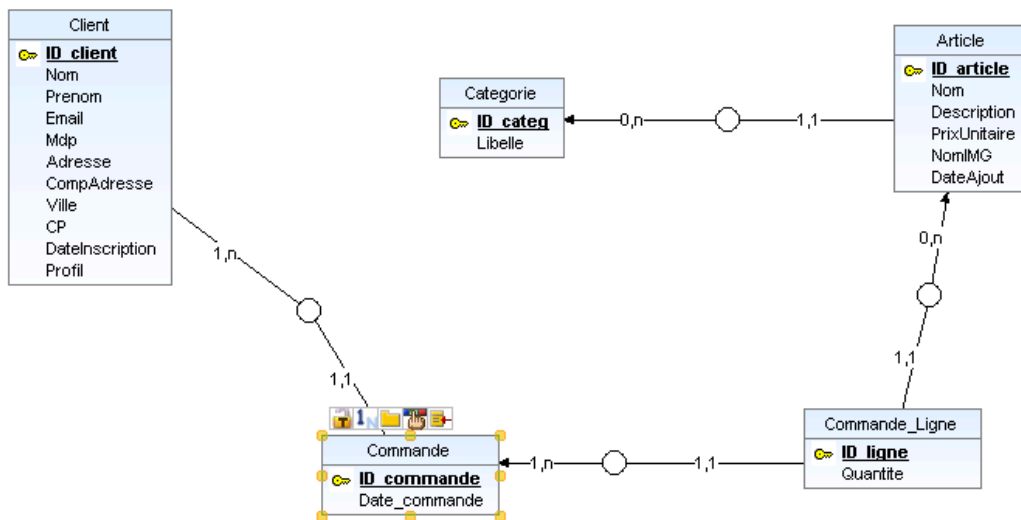 Client
ID_client
Nom
Prenom
Email
Mdp
Adresse
CompAdresse
Ville
CP
DateInscription
Profil
Categorie
ID_categ
Libelle
0,n
1,1
Article
ID_article
Nom
Description
PrixUnitaire
NomIMG
DateAjout
1,n
1,1
0,n
1,1
1N
Commande
ID_commande
Date_commande
1,n
1,1
Commande_Ligne
ID_ligne
Quantite